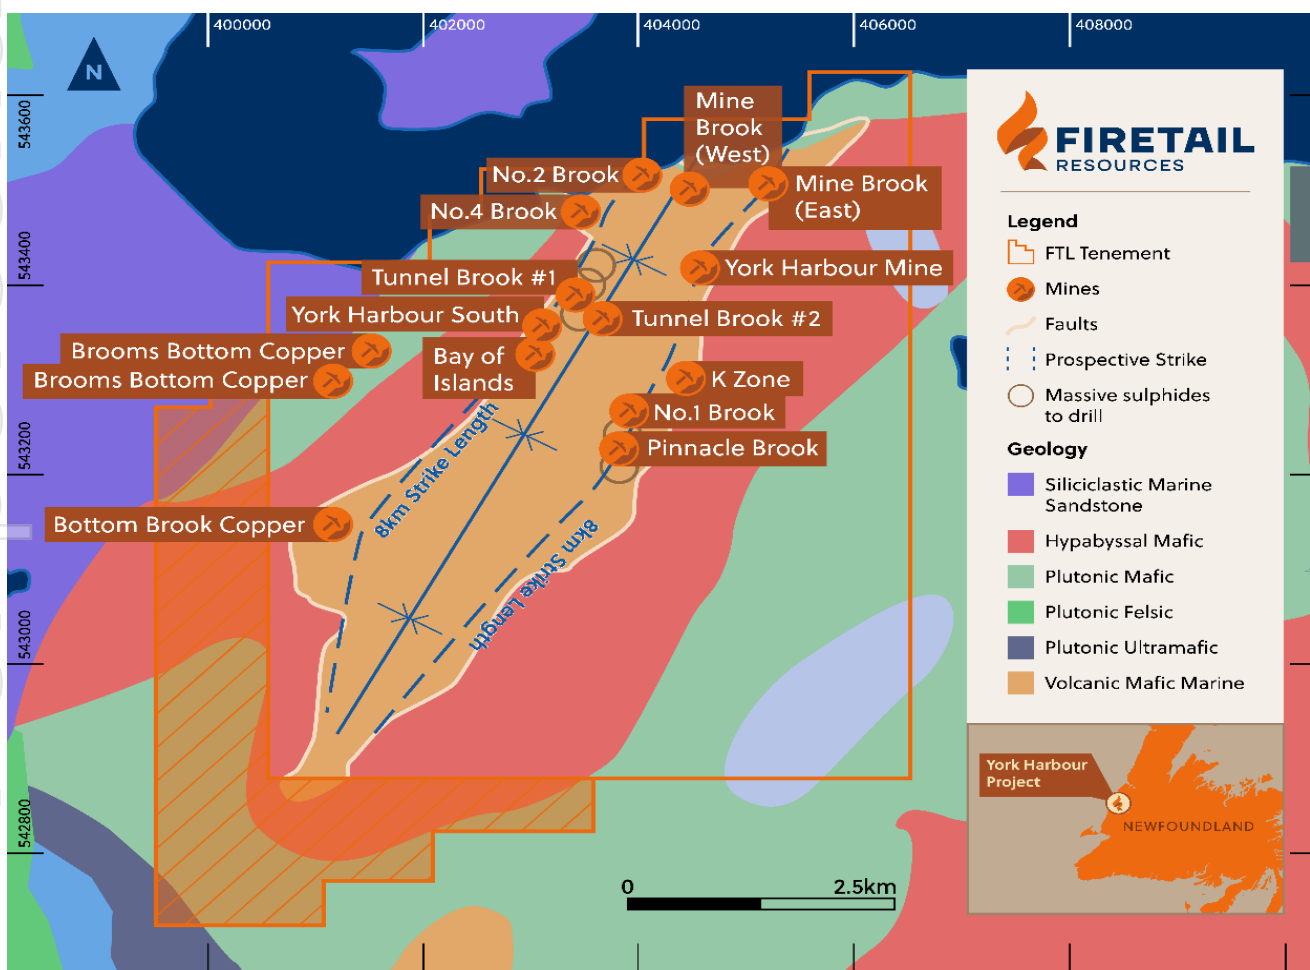 400000
402000
404000
406000
408000
N
543600
543400
543200
543000
542800
Mine
Brook
(West)
No.2 Brook
Mine Brook
(East)
No.4 Brook
York Harbour Mine
Tunnel Brook #1
York Harbour South
Tunnel Brook #2
Brooms Bottom Copper
Bay of
Islands
Brooms Bottom Copper
K Zone
No.1 Brook
Pinnacle Brook
8km Strike Length
Bottom Brook Copper
8km Strike Length
0
2.5km
FIRETAIL
RESOURCES
Legend
FTL Tenement
Mines
Faults
Prospective Strike
Massive sulphides
to drill
Geology
Siliciclastic Marine
Sandstone
Hypabyssal Mafic
Plutonic Mafic
Plutonic Felsic
Plutonic Ultramafic
Volcanic Mafic Marine
York Harbour
Project
NEWFOUNDLAND